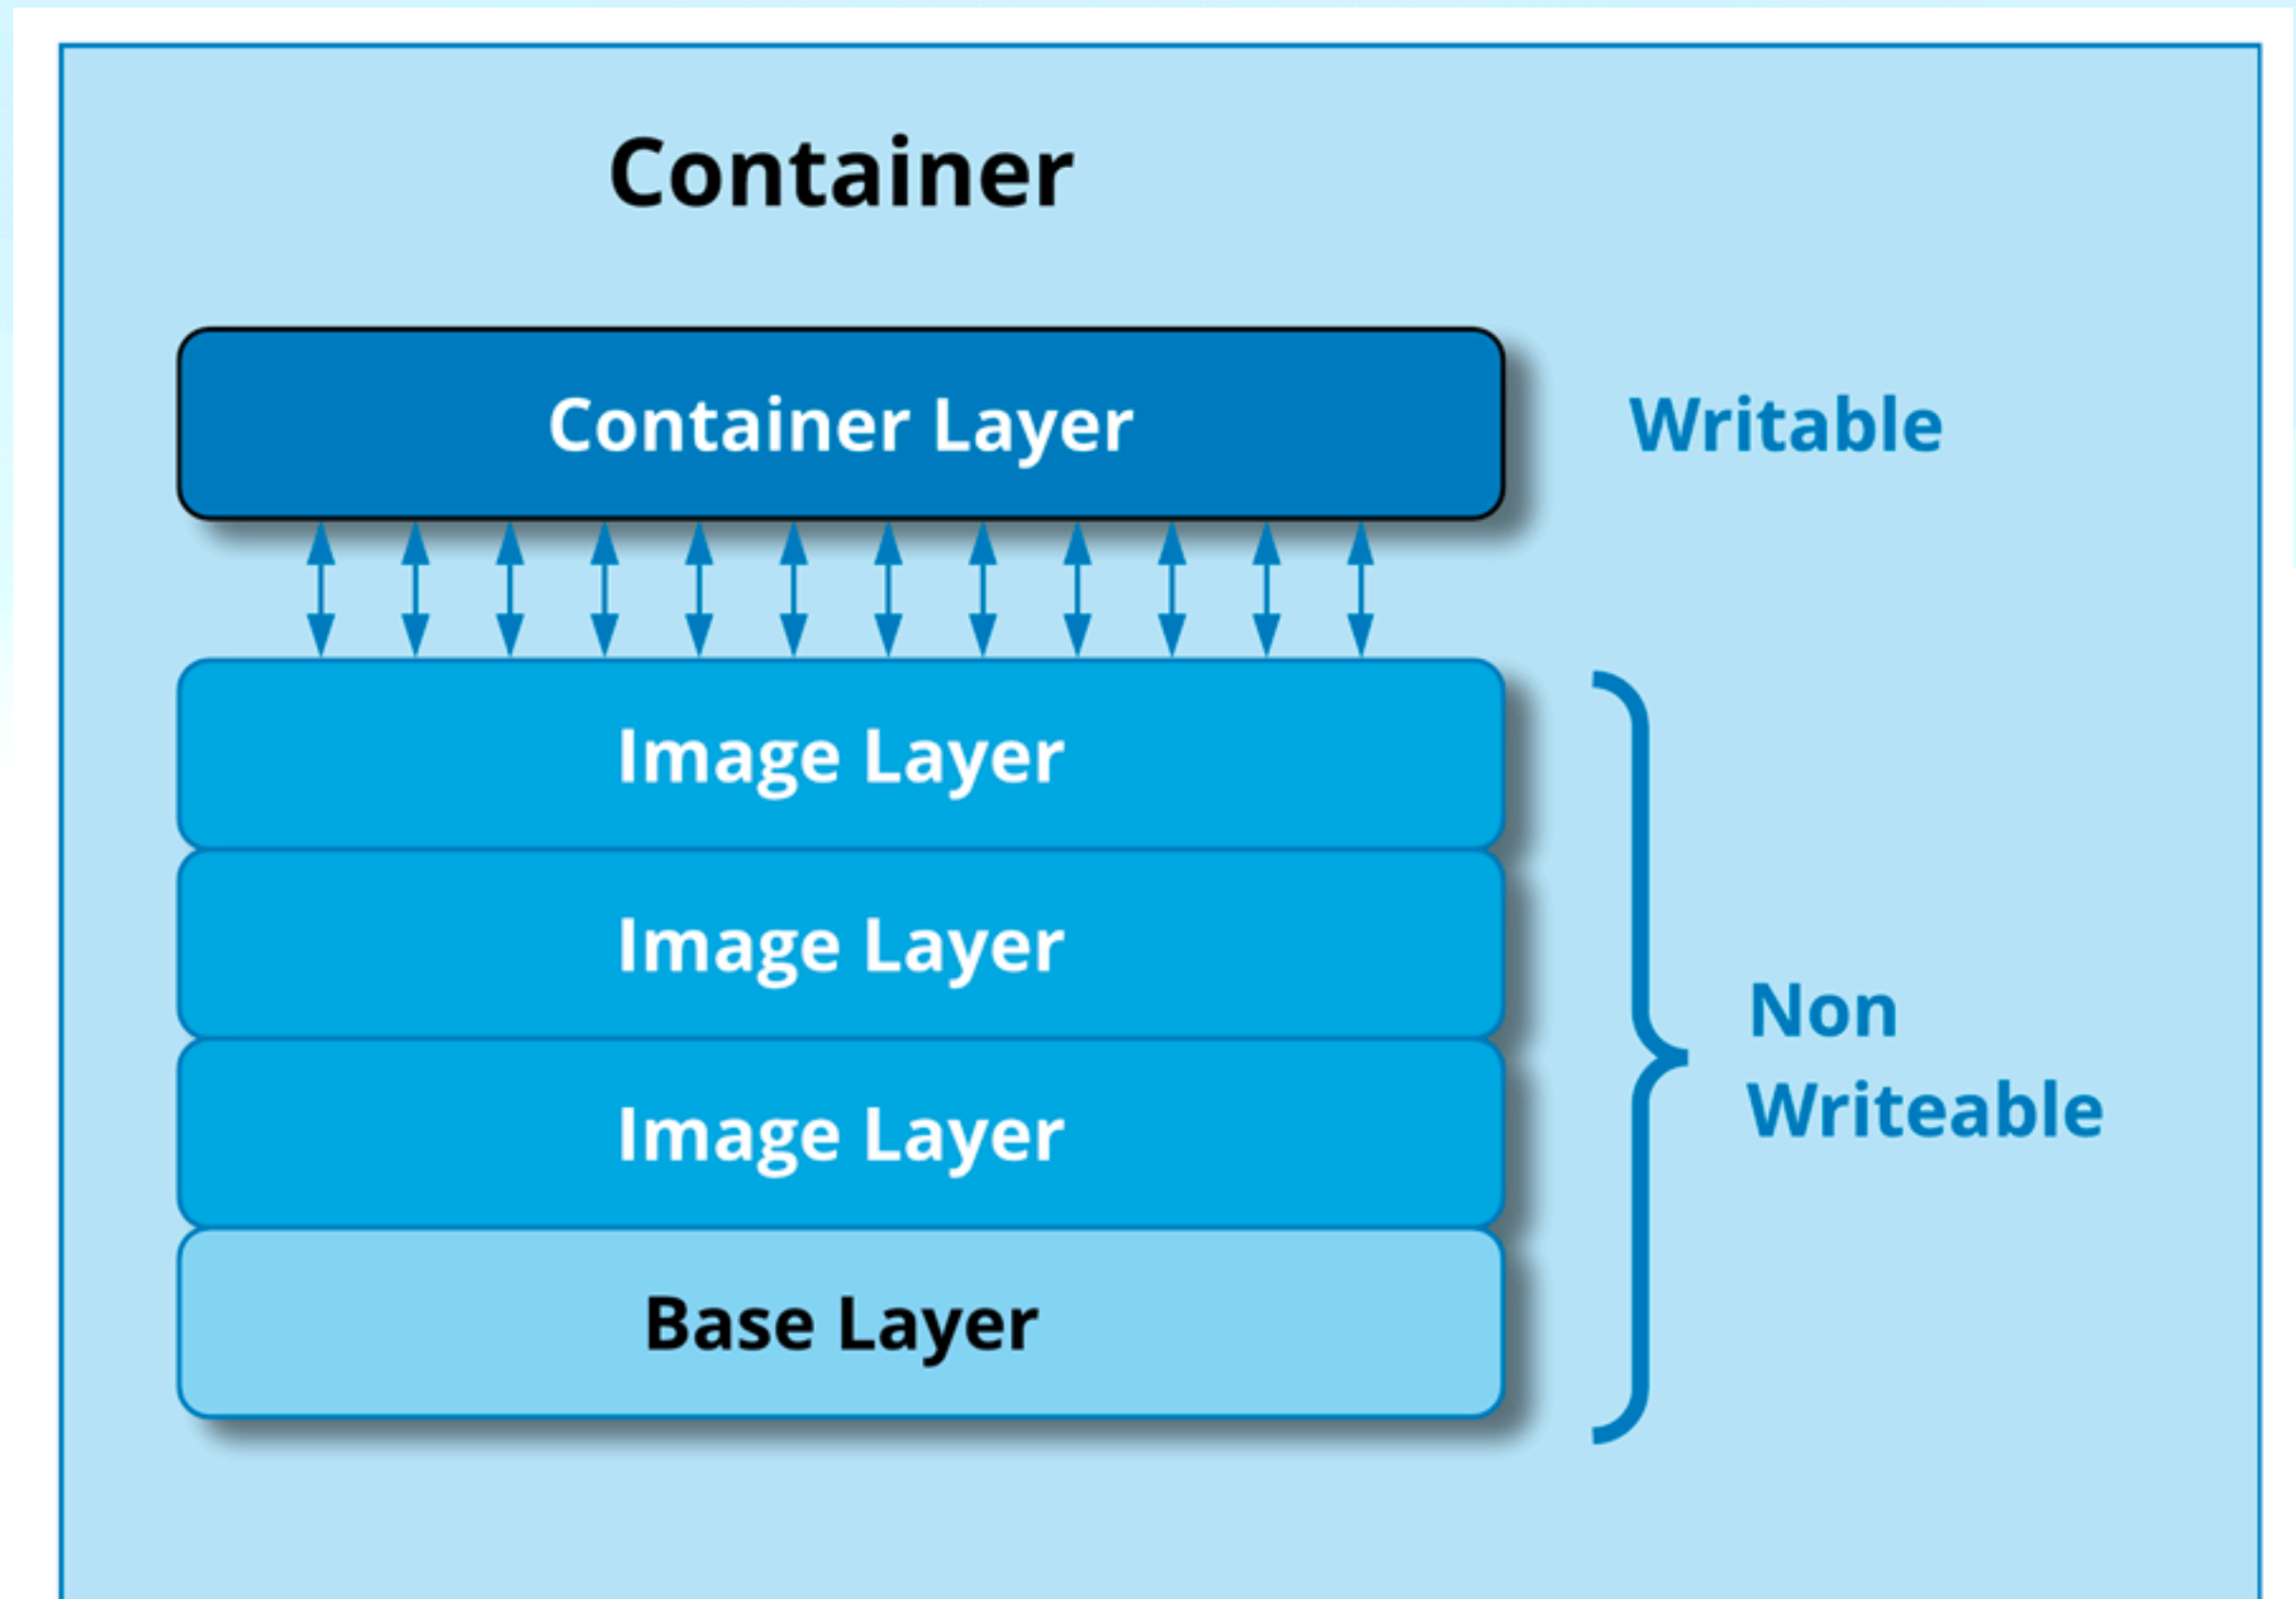 Container
Container Layer
Writable
Image Layer
Image Layer
Image Layer
Base Layer
Non
Writeable